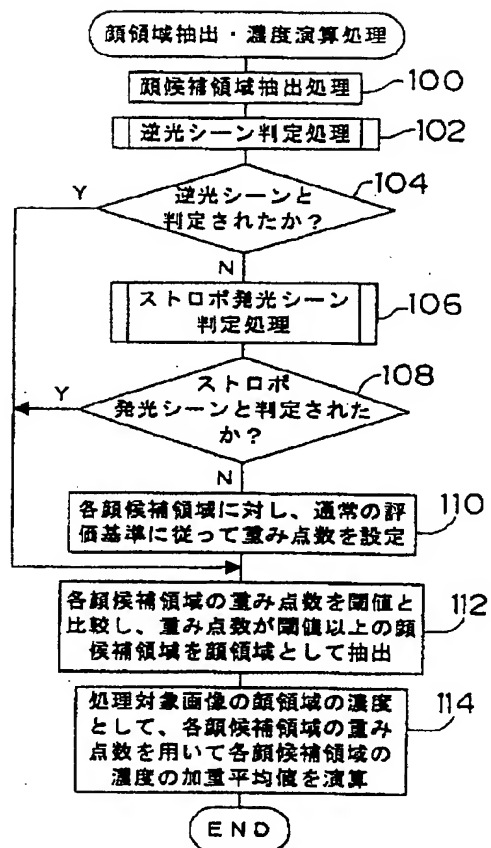 顔領域抽出・濃度演算処理
顔候補領域抽出処理
100
逆光シーン判定処理
102
逆光シーンと
判定されたか？
104
Y
N
ストロボ発光シーン
判定処理
106
ストロボ
発光シーンと判定された
か？
108
Y
N
各顔候補領域に対し、通常の評
価基準に従って重み点数を設定
110
各顔候補領域の重み点数を閾値と
比較し、重み点数が閾値以上の顔
候補領域を顔領域として抽出
112
処理対象画像の顔領域の濃度
として、各顔候補領域の重み
点数を用いて各顔候補領域の
濃度の加重平均値を演算
114
END